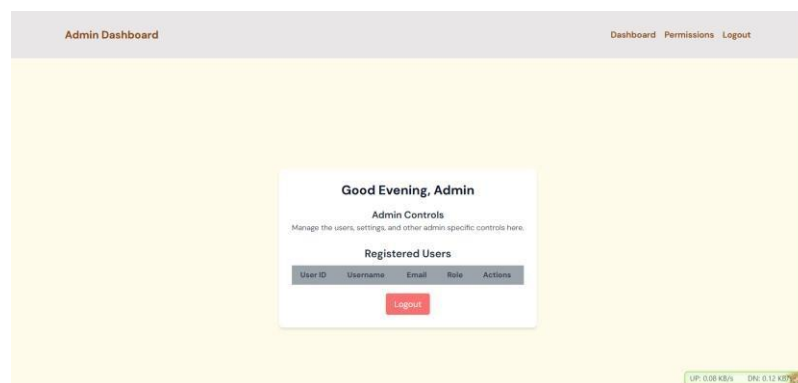 Admin Dashboard
Dashboard Permissions Logout
Good Evening, Admin
Admin Controls
Manage the users, settings, and other admin specific controls here.
Registered Users
User ID Username Email Role Actions
Logout
UP: 0.08 KB/s DN: 0.12 KB/s